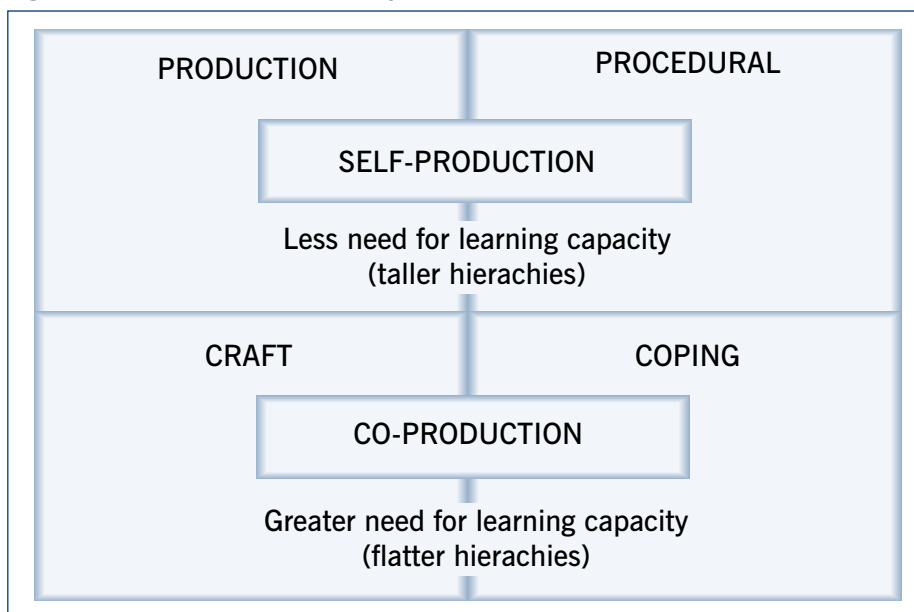 PRODUCTION
PROCEDURAL
SELF-PRODUCTION
Less need for learning capacity
(taller hierachies)
CRAFT
COPING
CO-PRODUCTION
Greater need for learning capacity
(flatter hierachies)